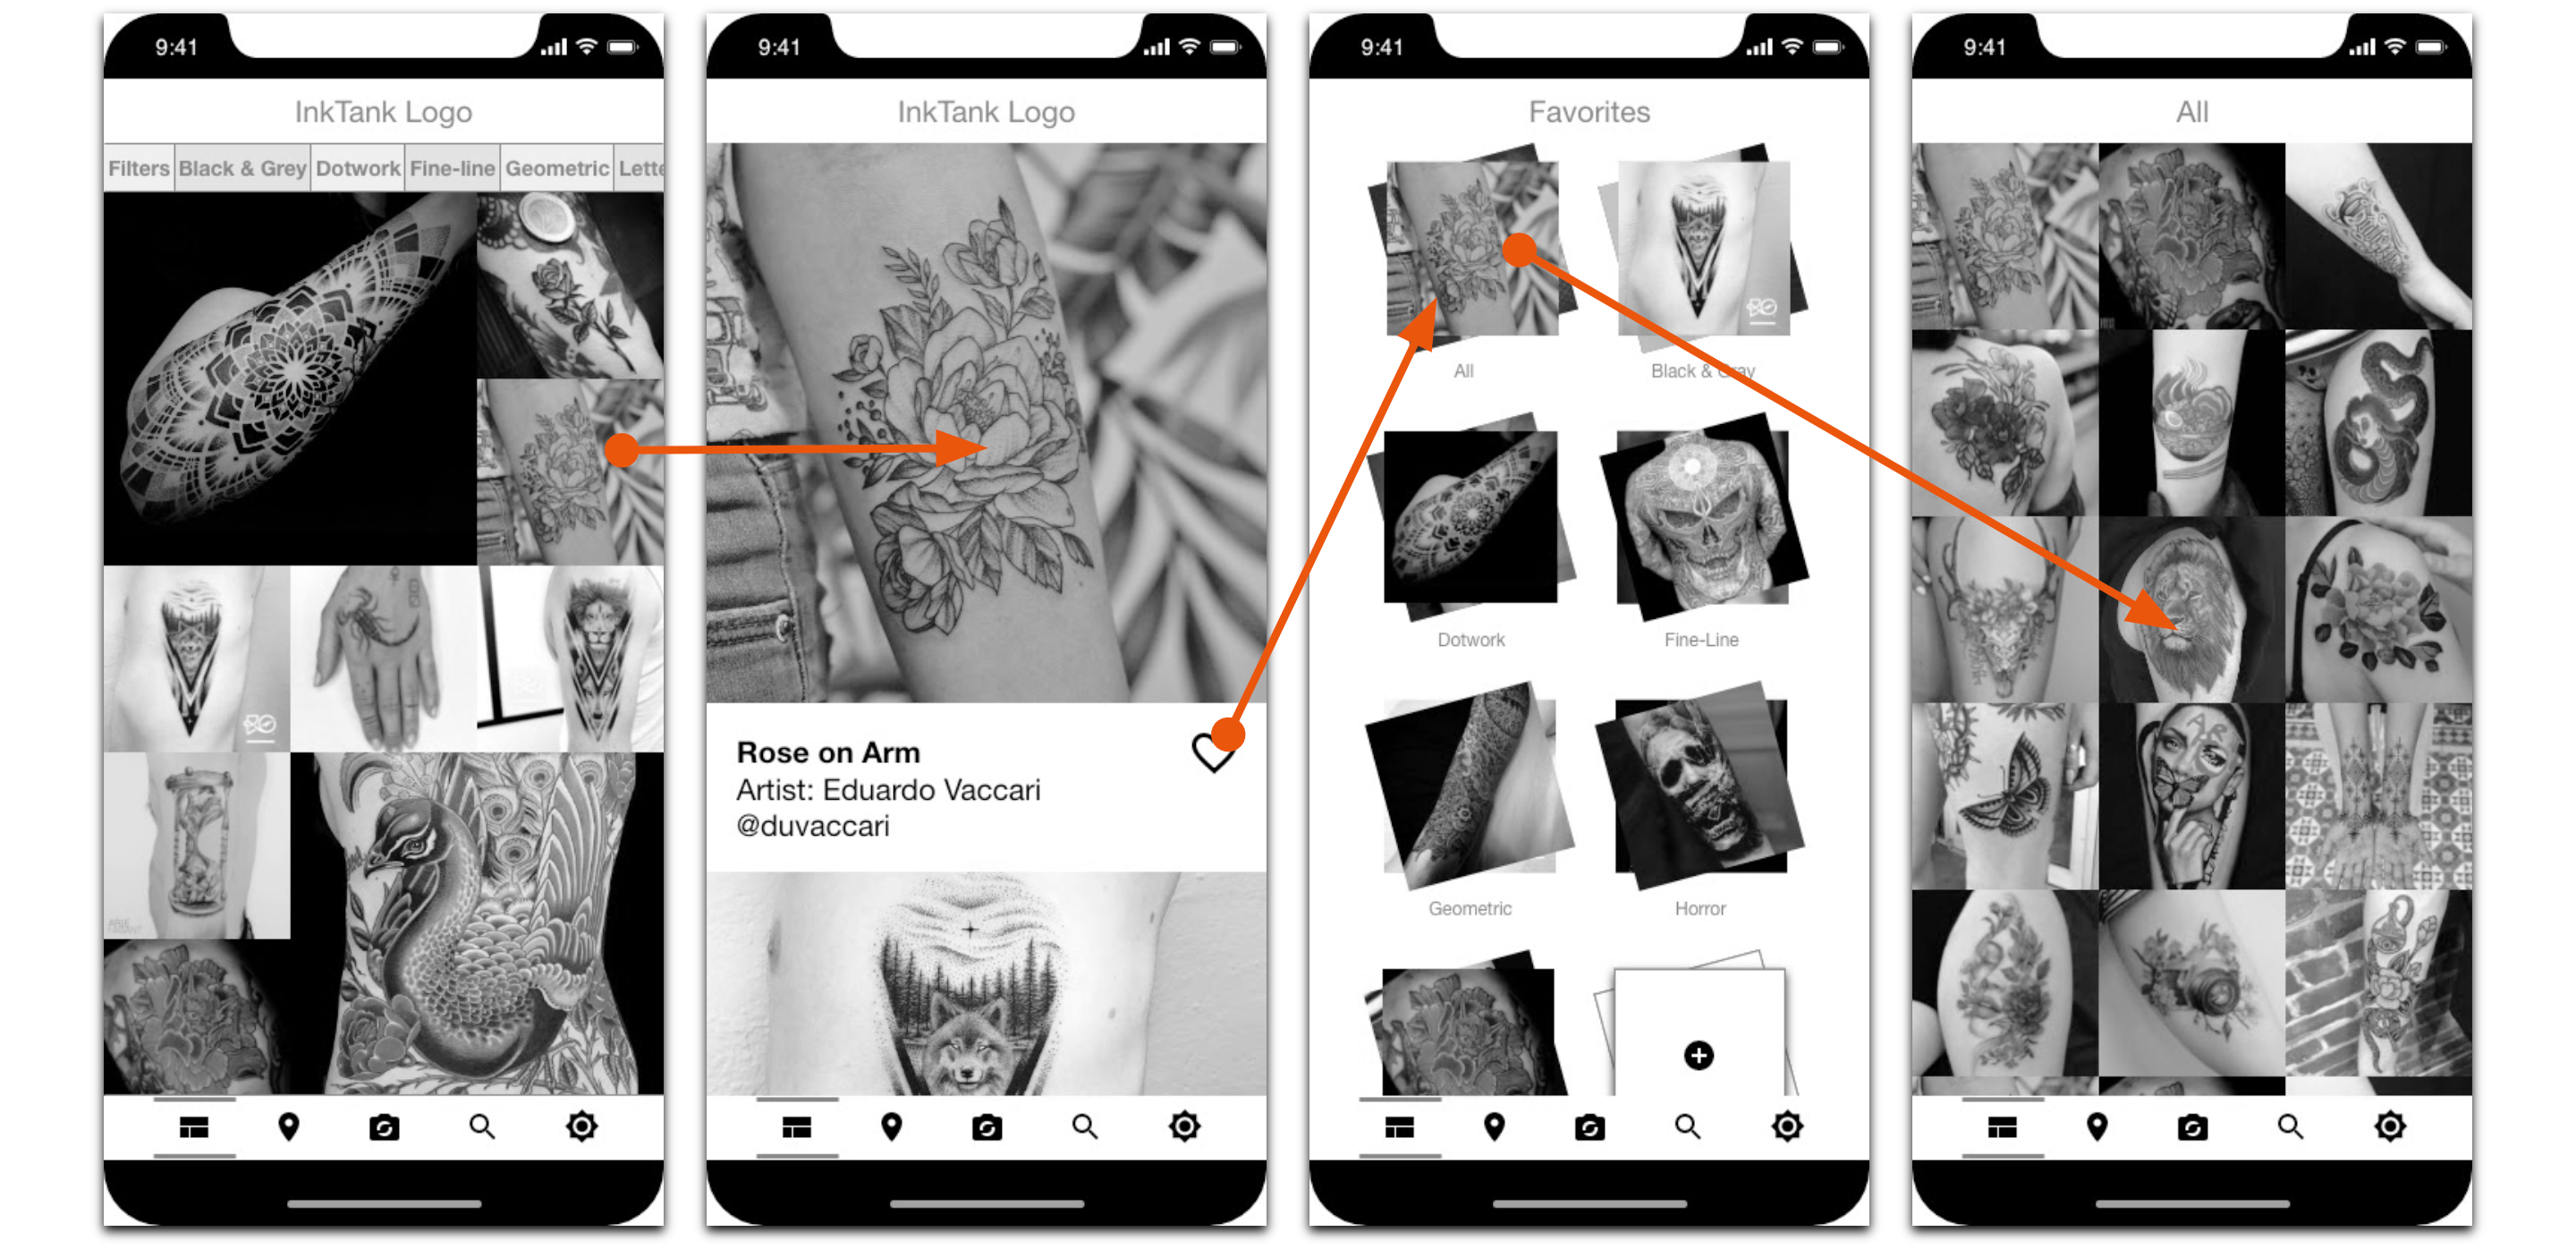 9:41
InkTank Logo
Filters Black & Grey Dotwork Fine-line Geometric Lette
9:41
InkTank Logo
Rose on Arm
Artist: Eduardo Vaccari
@duvaccari
9:41
Favorites
All
Black & Gray
Dotwork
Fine-Line
Geometric
Horror
9:41
All